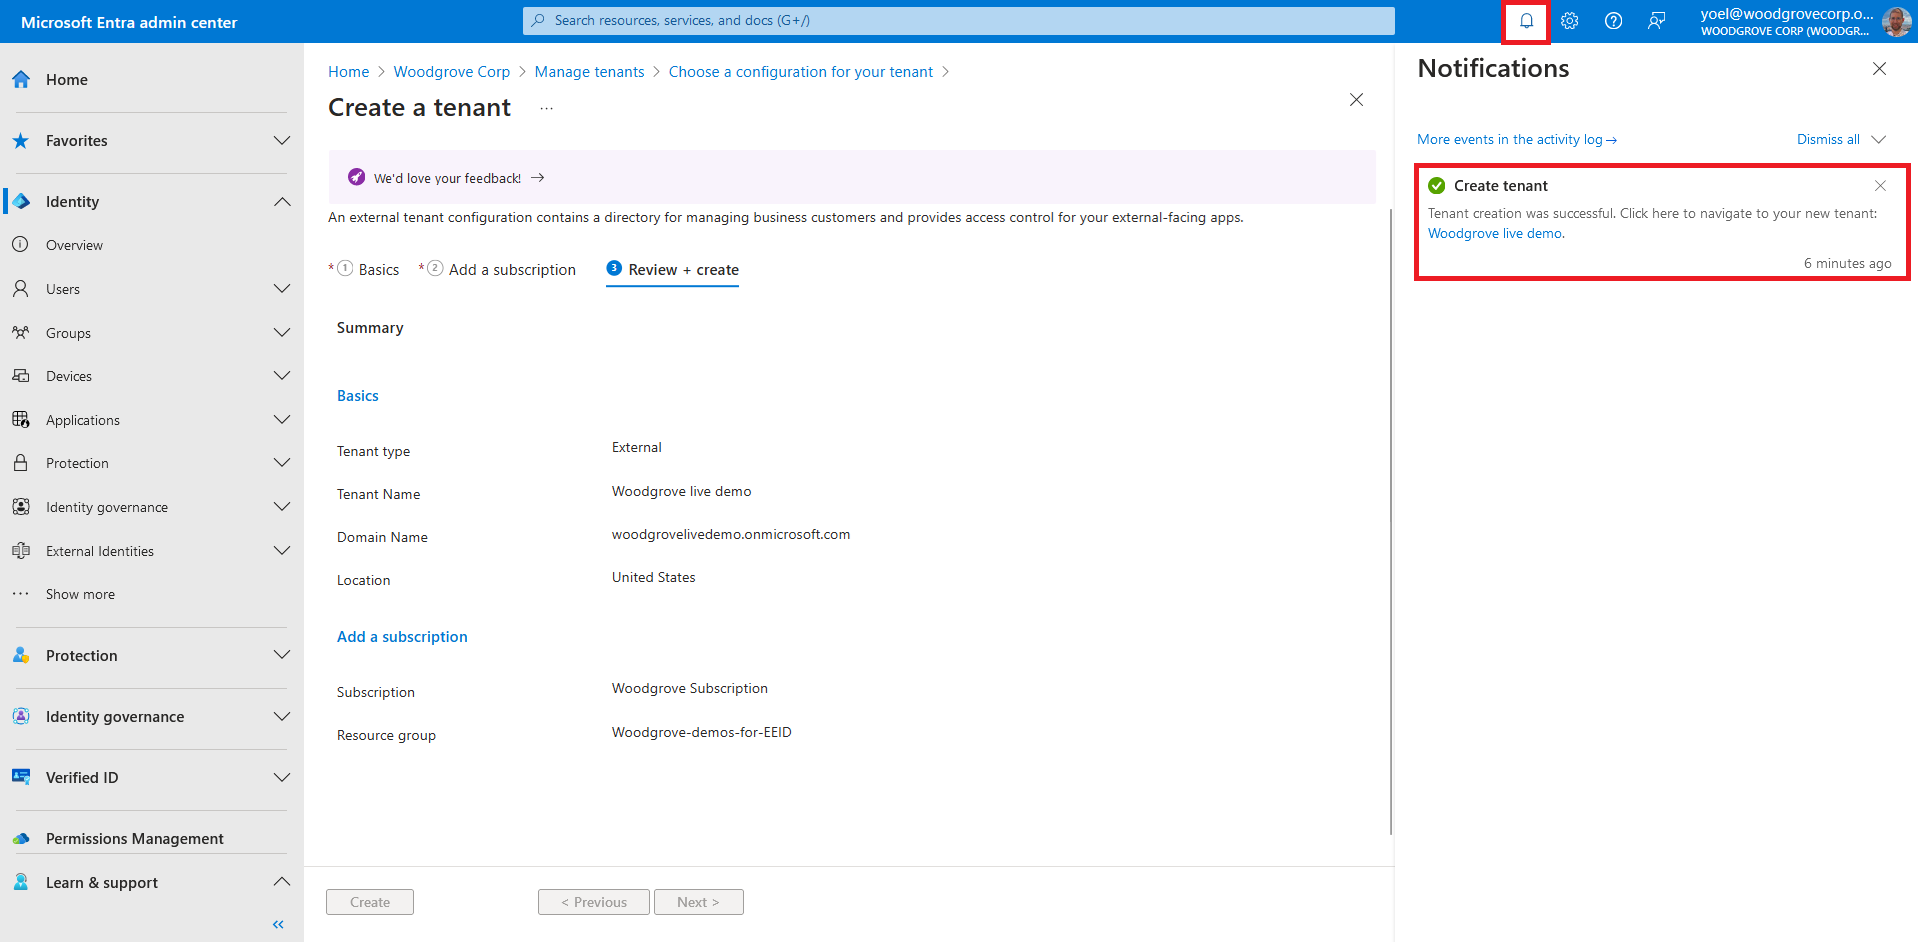 Microsoft Entra admin center
Search resources, services, and docs (G+/)
yoel@woodgrovecorp.o...
WOODGROVE CORP (WOODGR...
Home
Favorites
Identity
Overview
Users
Groups
Devices
Applications
Protection
Identity governance
External Identities
Show more
Protection
Identity governance
Verified ID
Permissions Management
Learn & support
Home > Woodgrove Corp > Manage tenants > Choose a configuration for your tenant >
Create a tenant ...
We'd love your feedback! →
An external tenant configuration contains a directory for managing business customers and provides access control for your external-facing apps.
* 1 Basics * 2 Add a subscription 3 Review + create
Summary
Basics
Tenant type External
Tenant Name Woodgrove live demo
Domain Name woodgrovelivedemo.onmicrosoft.com
Location United States
Add a subscription
Subscription Woodgrove Subscription
Resource group Woodgrove-demos-for-EEID
Create < Previous Next >
Notifications
More events in the activity log → Dismiss all
Create tenant
Tenant creation was successful. Click here to navigate to your new tenant:
Woodgrove live demo.
6 minutes ago